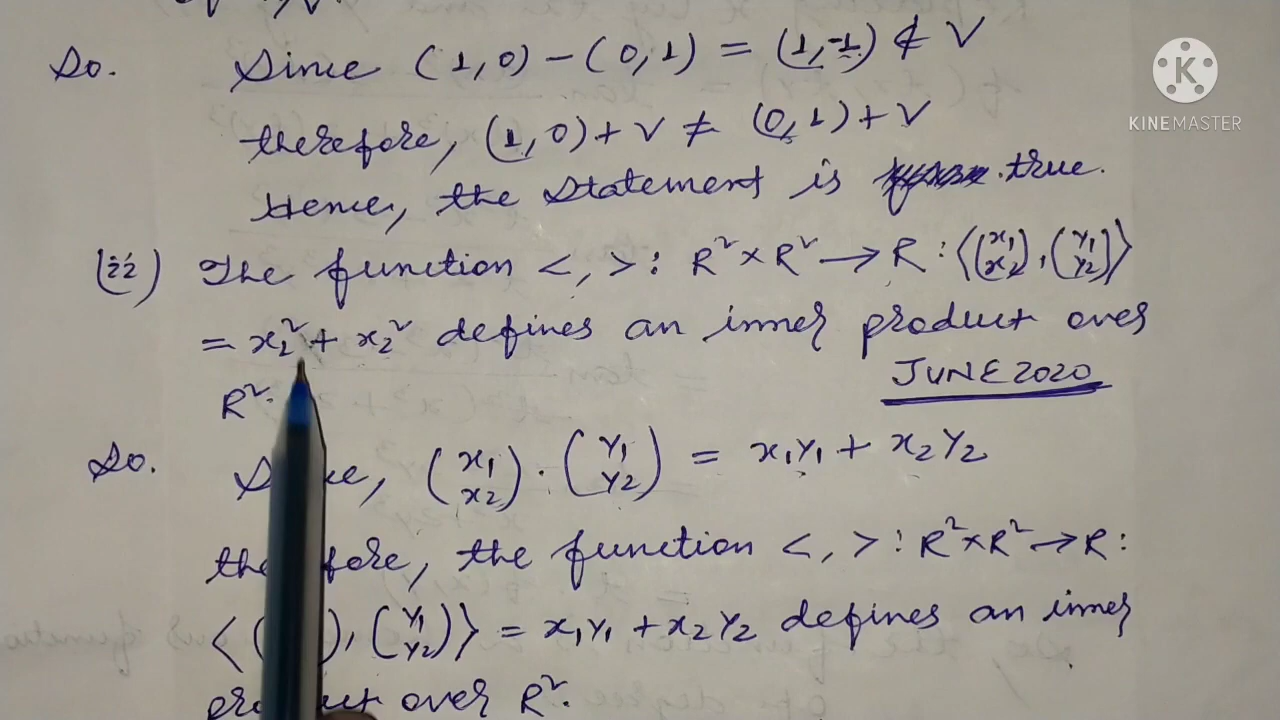 So. Since (1,0) - (0,1) = (1,-1) ∉ V
KINEMASTER
therefore, (1,0) + V ≠ (0,1) + V
Hence, the statement is true.
(ii) The function < , > : R² × R² → R : ⟨(x₁ x₂), (y₁ y₂)⟩
= x₂² + x₂² defines an inner product over
R². JUNE 2020
So. (x₁ x₂) · (y₁ y₂) = x₁y₁ + x₂y₂
the function < , > : R² × R² → R :
⟨( ), (y₁ y₂)⟩ = x₁y₁ + x₂y₂ defines an inner
over R².